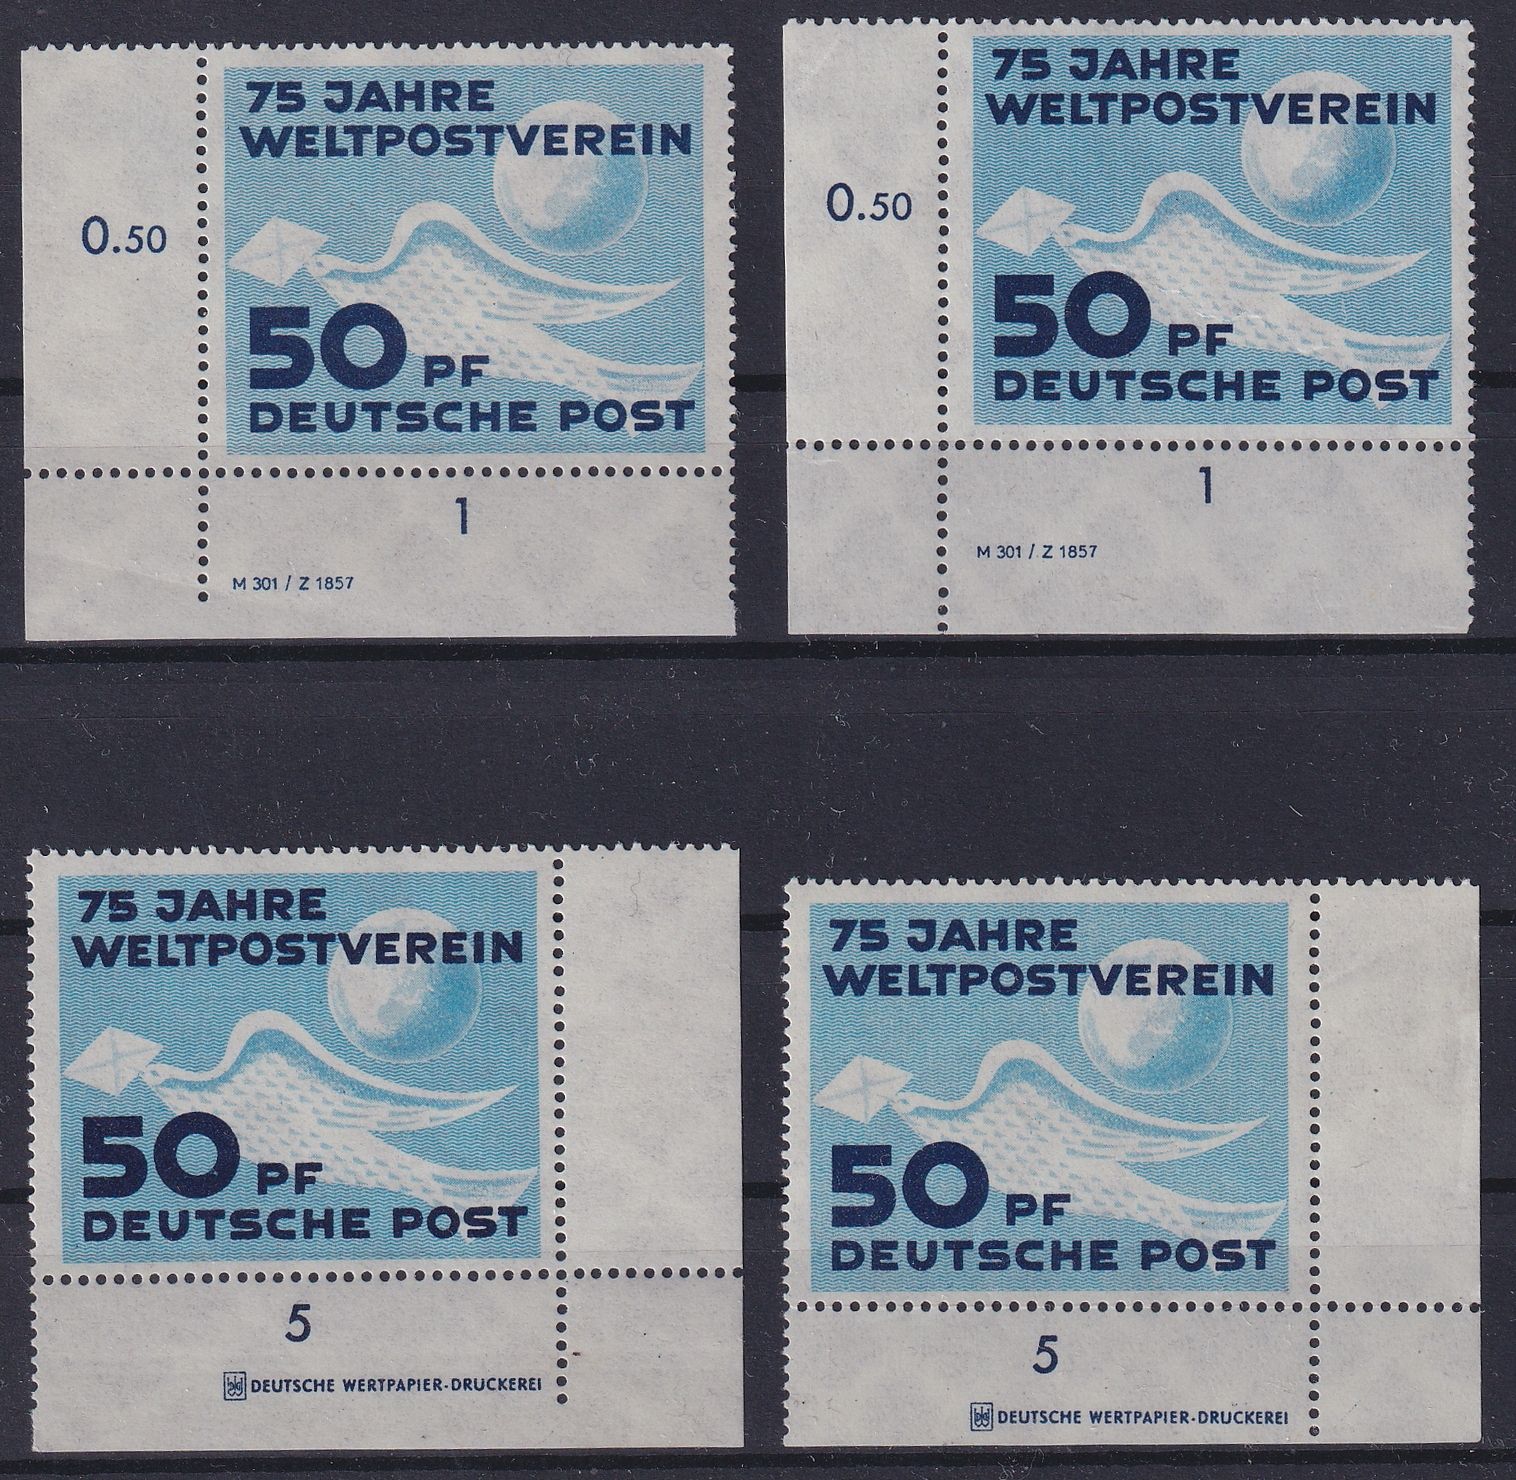 75 JAHRE
WELTPOSTVEREIN
0.50
50 PF
DEUTSCHE POST
1
M 301 / Z 1857
75 JAHRE
WELTPOSTVEREIN
0.50
50 PF
DEUTSCHE POST
1
M 301 / Z 1857
75 JAHRE
WELTPOSTVEREIN
50 PF
DEUTSCHE POST
5
DEUTSCHE WERTPAPIER-DRUCKEREI
75 JAHRE
WELTPOSTVEREIN
50 PF
DEUTSCHE POST
5
DEUTSCHE WERTPAPIER-DRUCKEREI